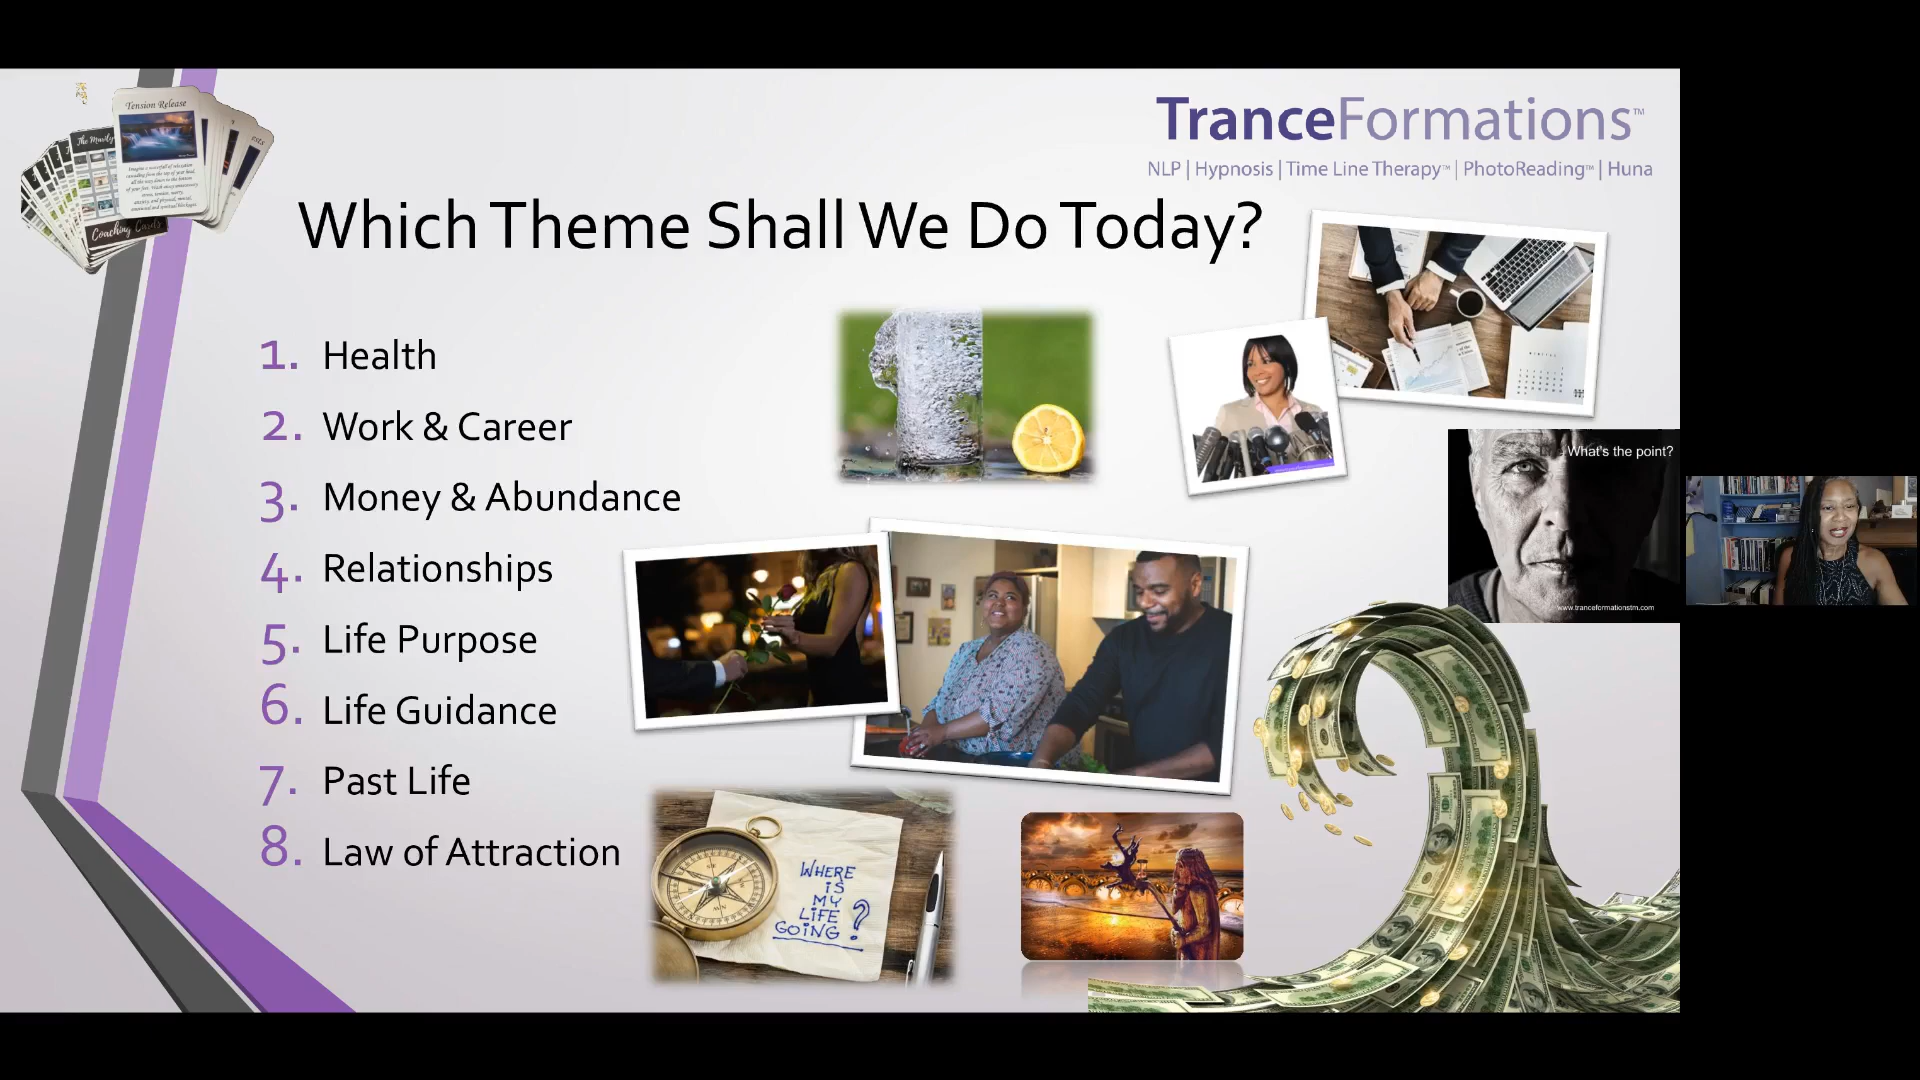 TranceFormations™
NLP | Hypnosis | Time Line Therapy™ | PhotoReading™ | Huna
Tension Release
Coaching Cards
Which Theme Shall We Do Today?
1. Health
2. Work & Career
3. Money & Abundance
4. Relationships
5. Life Purpose
6. Life Guidance
7. Past Life
8. Law of Attraction
What's the point?
www.tranceformationstm.com
WHERE
IS
MY
LIFE
GOING?